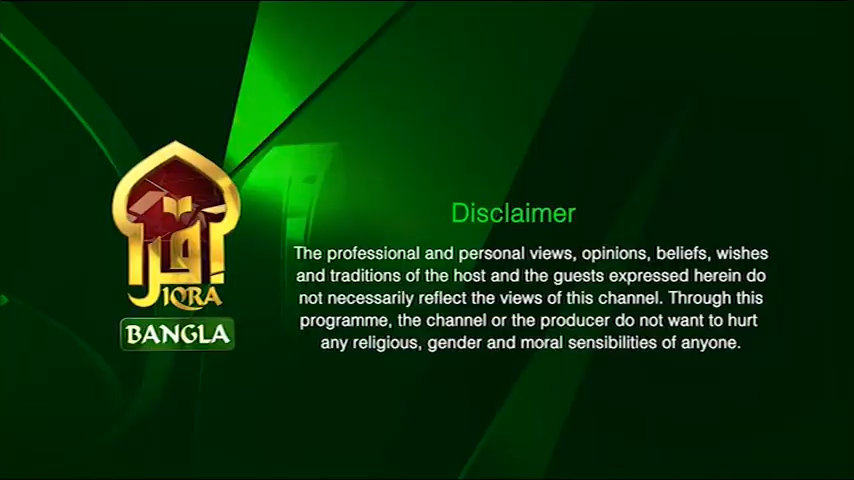 اقرأ
IQRA
BANGLA
Disclaimer
The professional and personal views, opinions, beliefs, wishes
and traditions of the host and the guests expressed herein do
not necessarily reflect the views of this channel. Through this
programme, the channel or the producer do not want to hurt
any religious, gender and moral sensibilities of anyone.